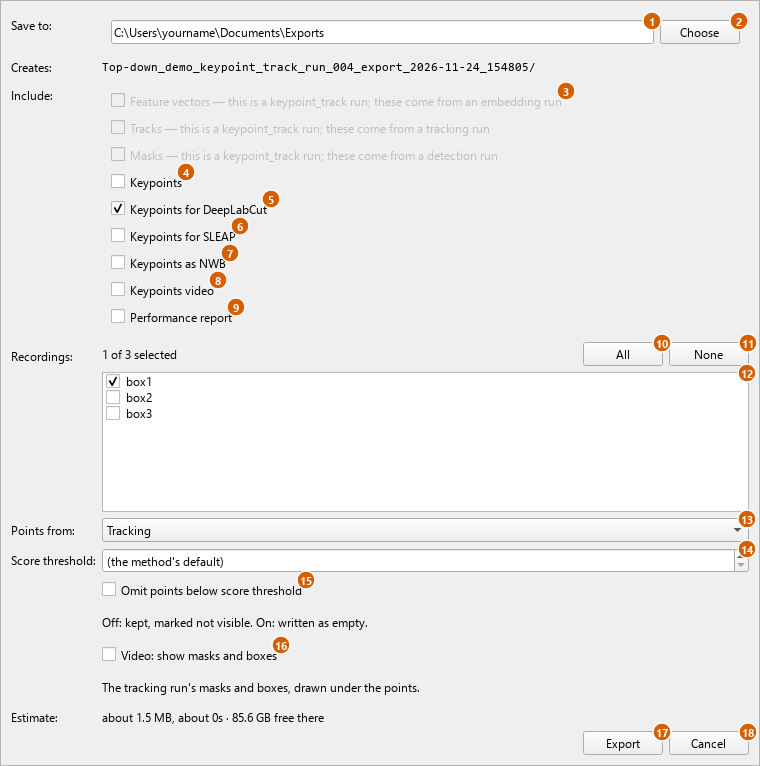 Save to: C:\Users\yourname\Documents\Exports 1 Choose 2
Creates: Top-down_demo_keypoint_track_run_004_export_2026-11-24_154805/
Include: Feature vectors — this is a keypoint_track run; these come from an embedding run 3
Tracks — this is a keypoint_track run; these come from a tracking run
Masks — this is a keypoint_track run; these come from a detection run
Keypoints 4
Keypoints for DeepLabCut 5
Keypoints for SLEAP 6
Keypoints as NWB 7
Keypoints video 8
Performance report 9
Recordings: 1 of 3 selected All 10 None 11
box1 12
box2
box3
Points from: Tracking 13
Score threshold: (the method's default) 14
Omit points below score threshold 15
Off: kept, marked not visible. On: written as empty.
Video: show masks and boxes 16
The tracking run's masks and boxes, drawn under the points.
Estimate: about 1.5 MB, about 0s · 85.6 GB free there
Export 17 Cancel 18